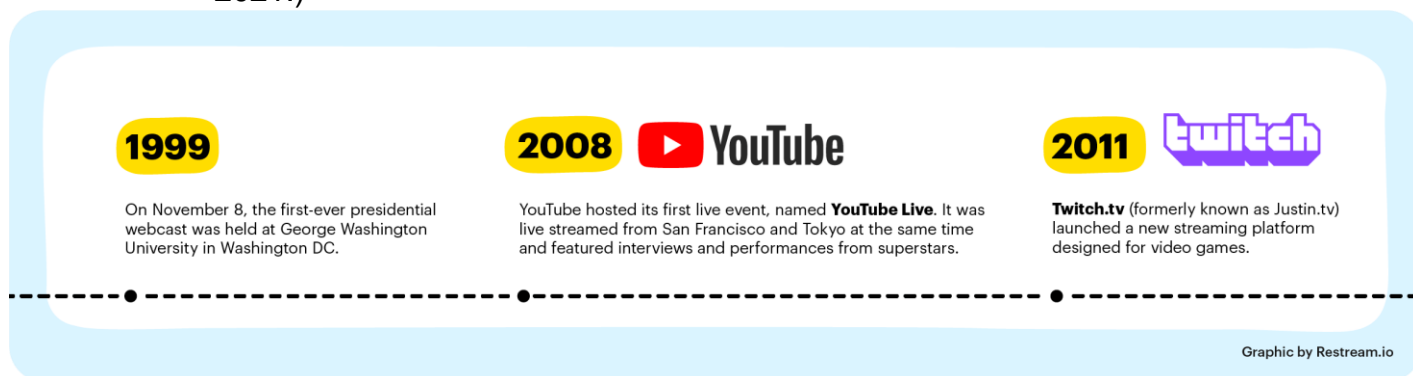 1999
On November 8, the first-ever presidential
webcast was held at George Washington
University in Washington DC.
2008 YouTube
YouTube hosted its first live event, named YouTube Live. It was
live streamed from San Francisco and Tokyo at the same time
and featured interviews and performances from superstars.
2011 twitch
Twitch.tv (formerly known as Justin.tv)
launched a new streaming platform
designed for video games.
Graphic by Restream.io